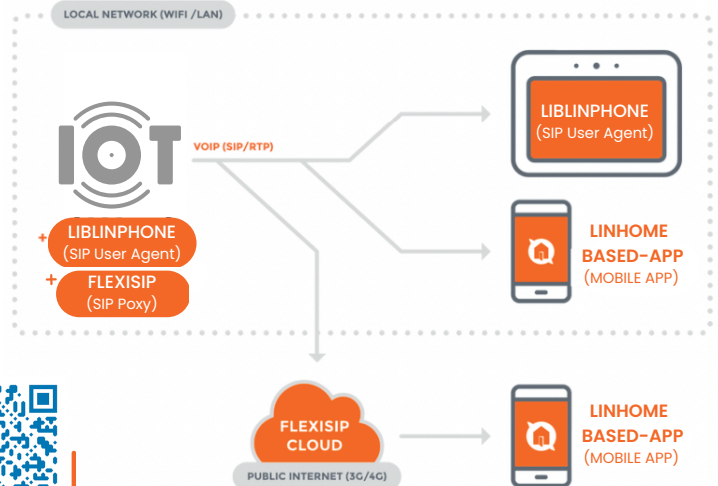 LOCAL NETWORK (WIFI /LAN)
IOT
VOIP (SIP/RTP)
+ LIBLINPHONE
(SIP User Agent)
+ FLEXISIP
(SIP Poxy)
LIBLINPHONE
(SIP User Agent)
LINHOME
BASED-APP
(MOBILE APP)
FLEXISIP
CLOUD
PUBLIC INTERNET (3G/4G)
LINHOME
BASED-APP
(MOBILE APP)